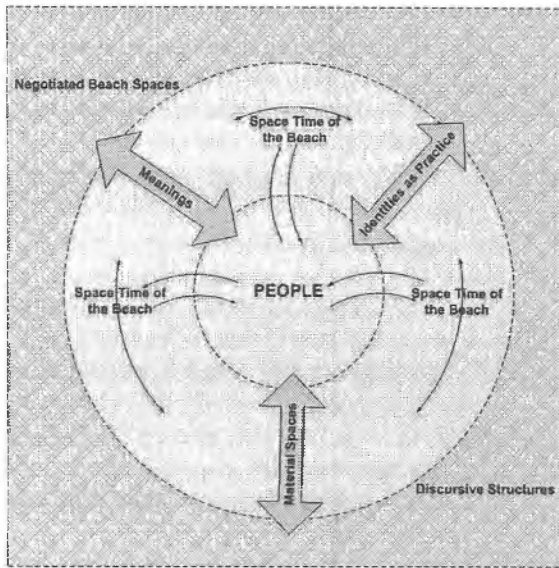 Negotiated Beach Spaces
Space Time of
the Beach
Meanings
Identities as Practice
PEOPLE
Space Time of
the Beach
Space Time of
the Beach
Material Spaces
Discursive Structures